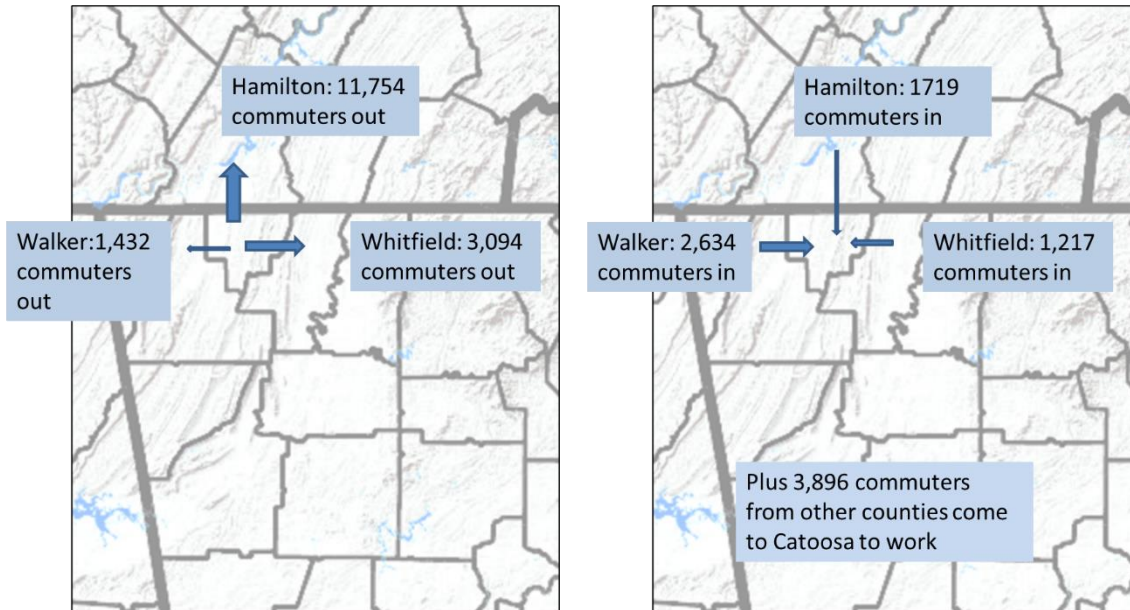 Hamilton: 11,754
commuters out
Walker:1,432
commuters
out
Whitfield: 3,094
commuters out
Hamilton: 1719
commuters in
Walker: 2,634
commuters in
Whitfield: 1,217
commuters in
Plus 3,896 commuters
from other counties come
to Catoosa to work